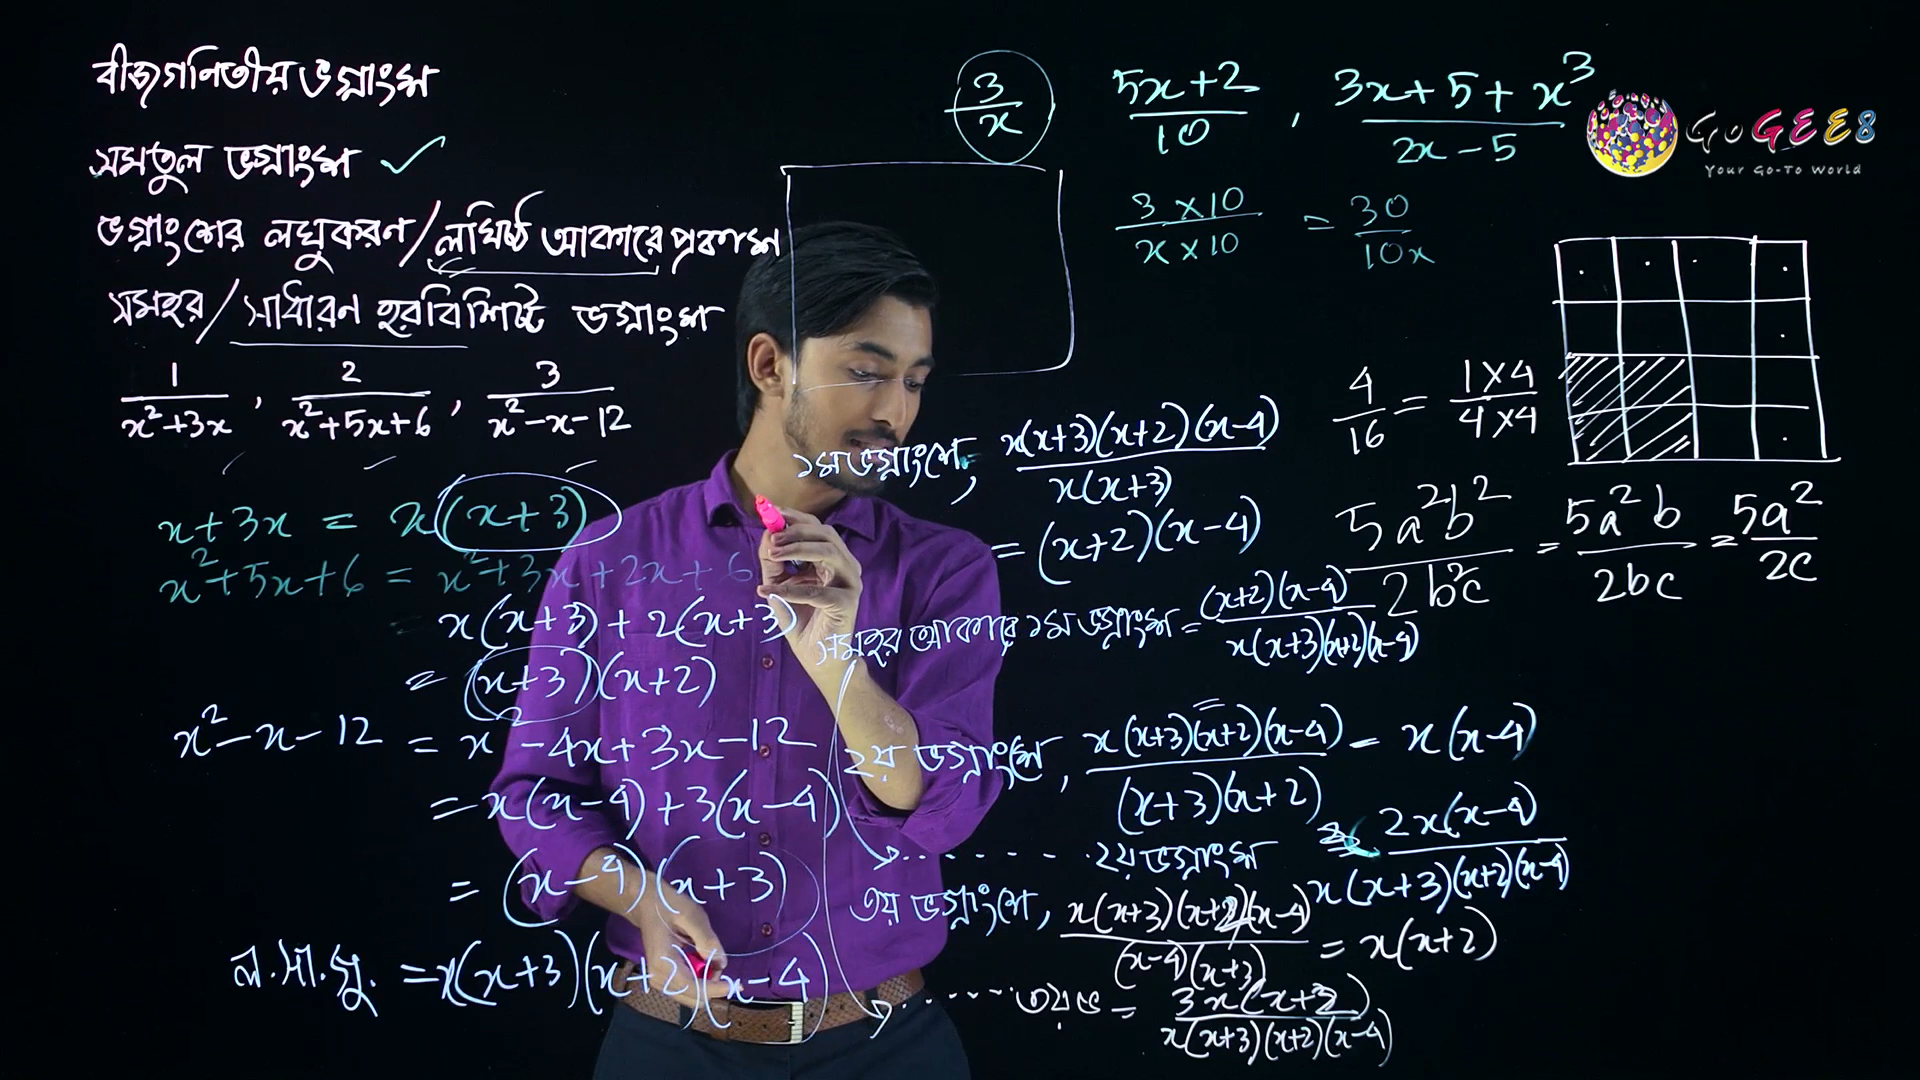 বীজগনিতীয় ভগ্নাংশ
সমতুল ভগ্নাংশ ✓
ভগ্নাংশের লঘুকরণ/লঘিষ্ঠ আকারে প্রকাশ
সমহর/সাধারন হরবিশিষ্ট ভগ্নাংশ
1/(x²+3x), 2/(x²+5x+6), 3/(x²-x-12)
x+3x = x(x+3)
x²+5x+6 = x²+3x+2x+6
= x(x+3)+2(x+3)
= (x+3)(x+2)
x²-x-12 = x²-4x+3x-12
= x(x-4)+3(x-4)
= (x-4)(x+3)
ল.সা.গু. = x(x+3)(x+2)(x-4)
3/x
(5x+2)/10, (3x+5+x³)/(2x-5)
(3×10)/(x×10) = 30/10x
4/16 = (1×4)/(4×4)
5a²b²/2b²c = 5a²b/2bc = 5a²/2c
১ম ভগ্নাংশে, x(x+3)(x+2)(x-4)/x(x+3)
= (x+2)(x-4)
সমহর আকারে ১ম ভগ্নাংশ = (x+2)(x-4)/x(x+3)(x+2)(x-4)
২য় ভগ্নাংশে, x(x+3)(x+2)(x-4)/(x+3)(x+2) = x(x-4)
........ ২য় ভগ্নাংশ 2x(x-4)/x(x+3)(x+2)(x-4)
৩য় ভগ্নাংশে, x(x+3)(x+2)(x-4)/(x-4)(x+3) = x(x+2)
...... ৩য় ভ = 3x(x+2)/x(x+3)(x+2)(x-4)
GoGEE8
Your Go-To World